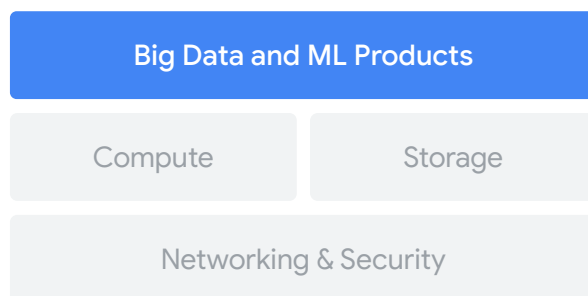 Big Data and ML Products
Compute
Storage
Networking & Security